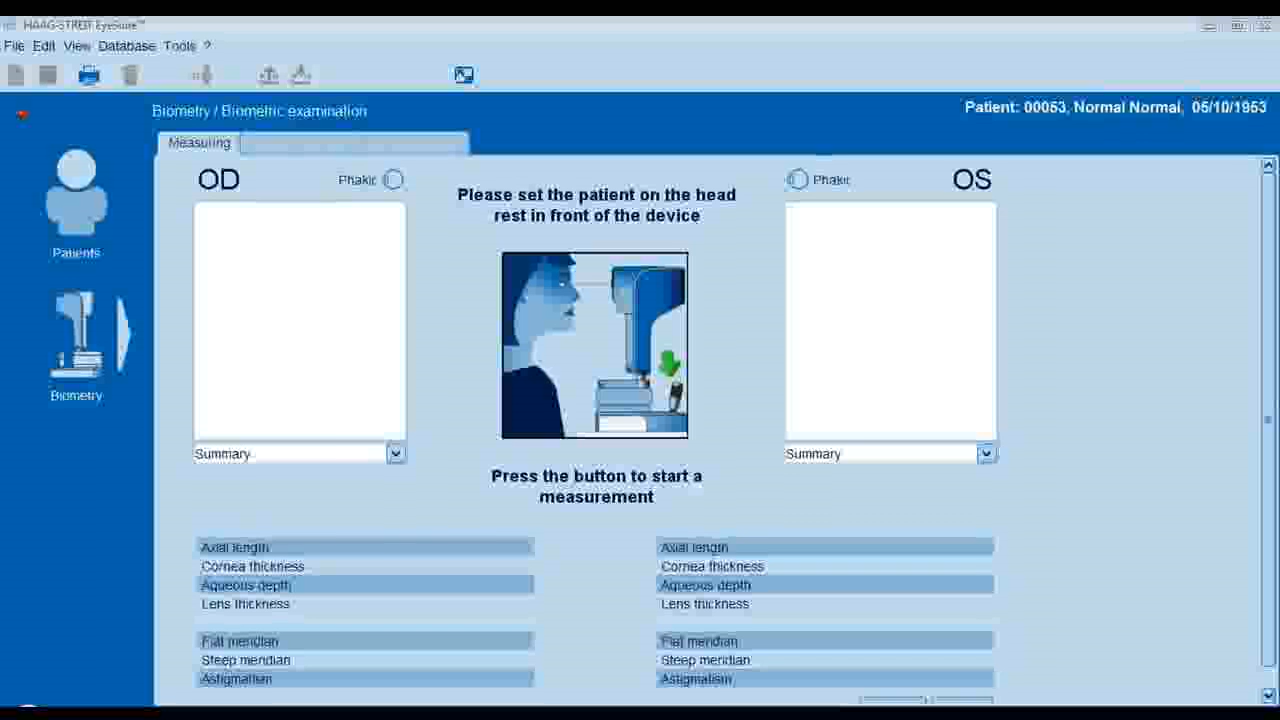 HAAG-STREIT EyeSuite™
File Edit View Database Tools ?
Biometry / Biometric examination
Patient: 00053, Normal Normal, 05/10/1953
Measuring
OD Phakic
Phakic OS
Please set the patient on the head
rest in front of the device
Patients
Biometry
Summary
Summary
Press the button to start a
measurement
Axial length Axial length
Cornea thickness Cornea thickness
Aqueous depth Aqueous depth
Lens thickness Lens thickness
Flat meridian Flat meridian
Steep meridian Steep meridian
Astigmatism Astigmatism